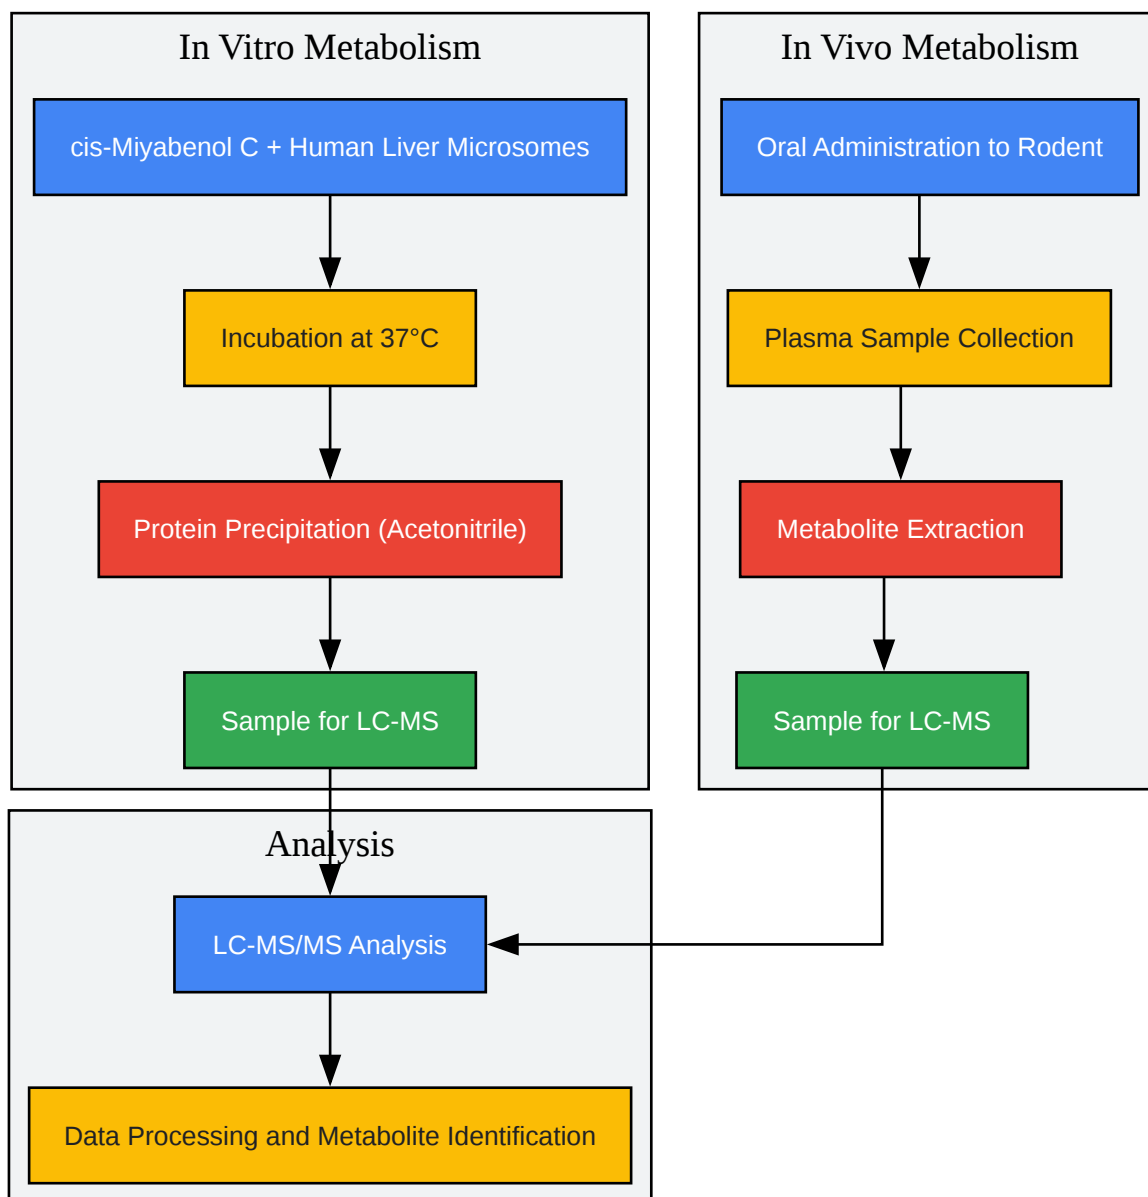 In Vitro Metabolism
cis-Miyabenol C + Human Liver Microsomes
Incubation at 37°C
Protein Precipitation (Acetonitrile)
Sample for LC-MS
In Vivo Metabolism
Oral Administration to Rodent
Plasma Sample Collection
Metabolite Extraction
Sample for LC-MS
Analysis
LC-MS/MS Analysis
Data Processing and Metabolite Identification